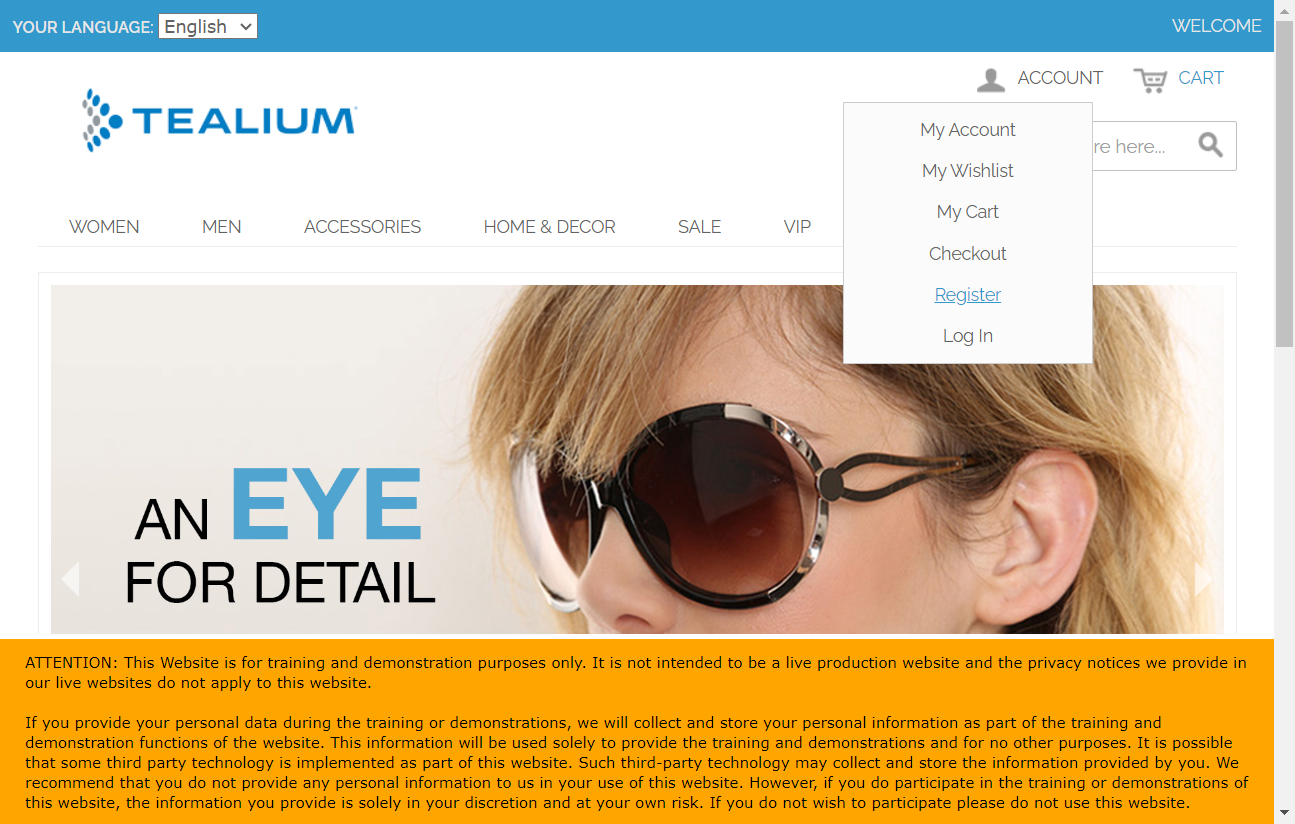 YOUR LANGUAGE: English
WELCOME
ACCOUNT
CART
TEALIUM
My Account
My Wishlist
My Cart
Checkout
Register
Log In
re here...
WOMEN
MEN
ACCESSORIES
HOME & DECOR
SALE
VIP
AN EYE
FOR DETAIL
ATTENTION: This Website is for training and demonstration purposes only. It is not intended to be a live production website and the privacy notices we provide in
our live websites do not apply to this website.
If you provide your personal data during the training or demonstrations, we will collect and store your personal information as part of the training and
demonstration functions of the website. This information will be used solely to provide the training and demonstrations and for no other purposes. It is possible
that some third party technology is implemented as part of this website. Such third-party technology may collect and store the information provided by you. We
recommend that you do not provide any personal information to us in your use of this website. However, if you do participate in the training or demonstrations of
this website, the information you provide is solely in your discretion and at your own risk. If you do not wish to participate please do not use this website.